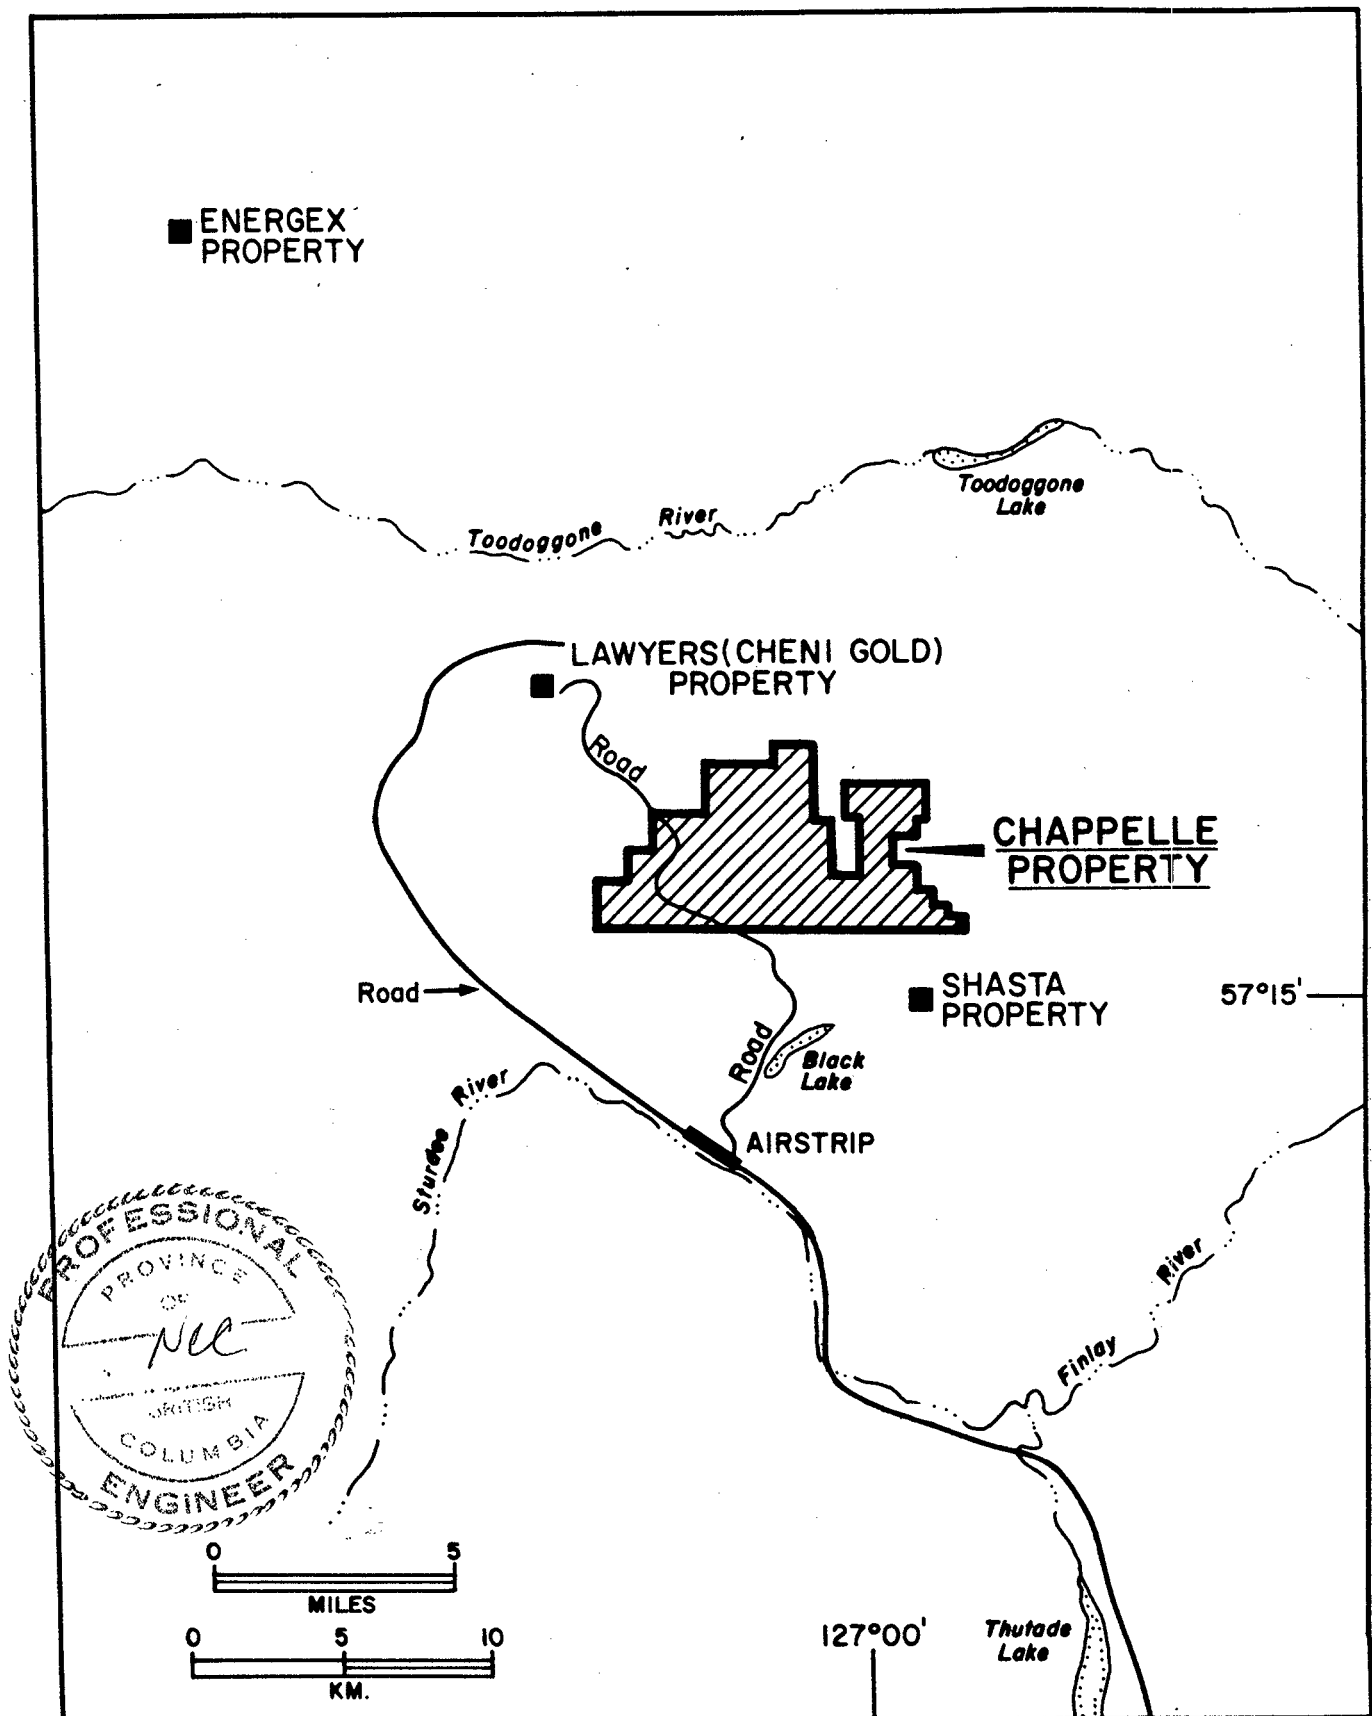 ENERGEX
PROPERTY
Toodoggone
Lake
Toodoggone River
LAWYERS(CHENI GOLD)
PROPERTY
Road
CHAPPELLE
PROPERTY
Road
SHASTA
PROPERTY
57°15'
Road
Black
Lake
Sturdee River
AIRSTRIP
PROFESSIONAL
PROVINCE
OF
BRITISH
COLUMBIA
ENGINEER
Finlay River
0 5
MILES
0 5 10
KM.
127°00'
Thutade
Lake